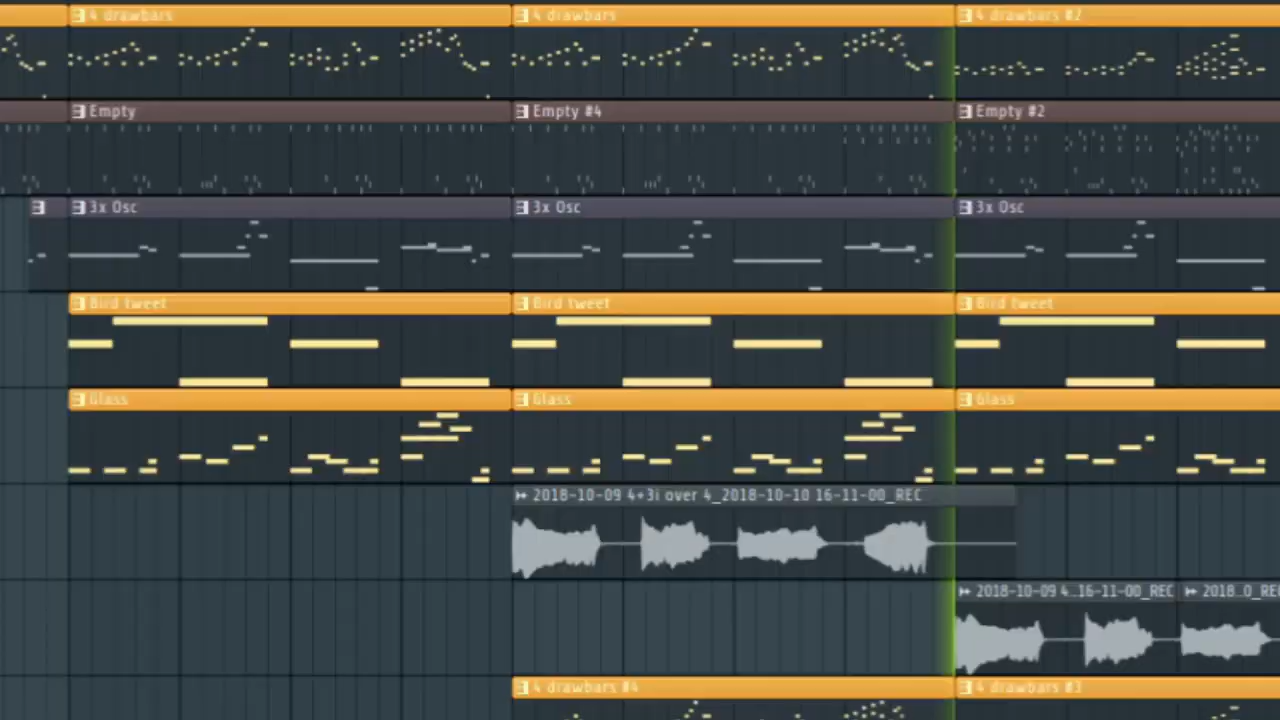 4 drawbars 4 drawbars 4 drawbars #2
Empty Empty #4 Empty #2
3x Osc 3x Osc 3x Osc
Bird tweet Bird tweet Bird tweet
Glass Glass Glass
2018-10-09 4+3i over 4_2018-10-10 16-11-00_REC
2018-10-09 4..16-11-00_REC 2018..0_REC
4 drawbars #4 4 drawbars #3